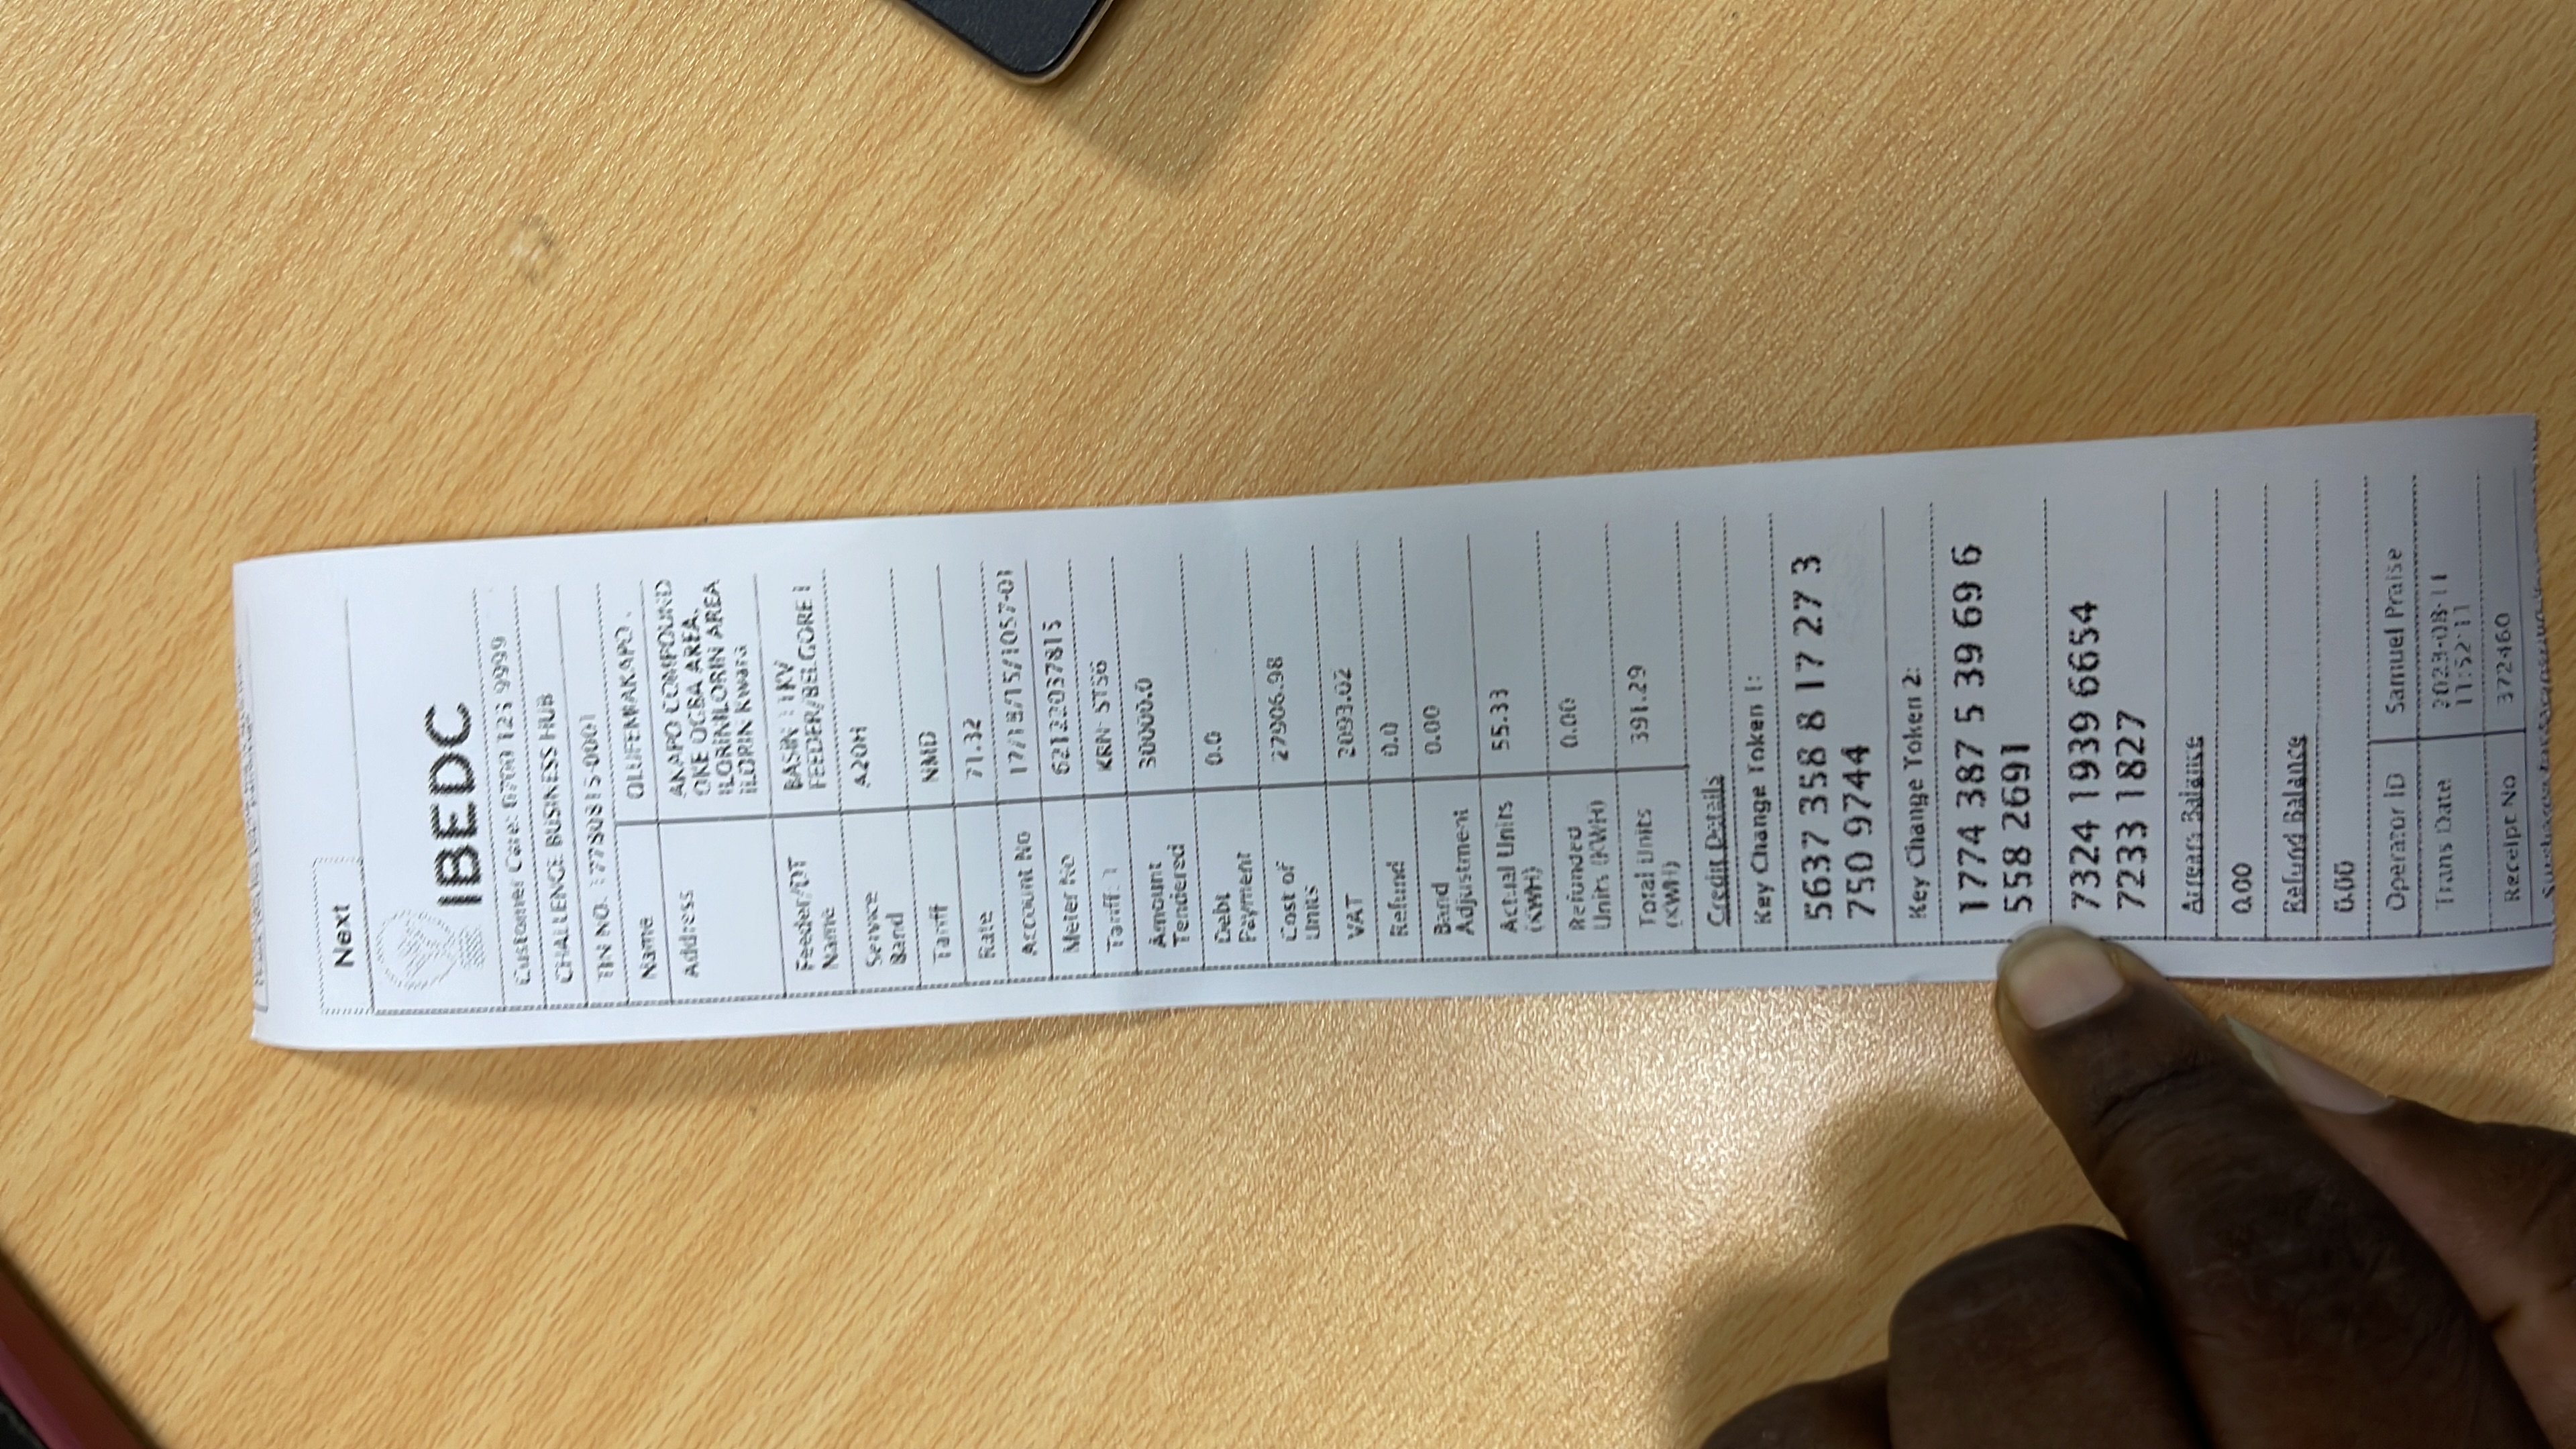 Next
IBEDC
Customer Care: 0700 123 9999
CHALLENGE BUSINESS HUB
TIN NO. 17780815-0001
Name OLUFEMIAKAPO .
Address AKAPO COMPOUND
OKE OGBA AREA,
ILORINILORIN AREA
ILORIN Kwara
Feeder/DT BASIN 11KV
Name FEEDER/BELGORE I
Service A20H
Band
Tariff NMD
Rate 71.32
Account No 17/18/15/1057-01
Meter No 62122037815
Tariff: 1 KRN- STS6
Amount 30000.0
Tendered
Debt 0.0
Payment
Cost of 27906.98
Units
VAT 2093.02
Refund 0.0
Band 0.00
Adjustment
Actual Units 55.33
(KWH)
Refunded 0.00
Units (KWH)
Total Units 391.29
(KWH)
Credit Details
Key Change Token 1:
5637 358 8 17 27 3
750 9744
Key Change Token 2:
1774 387 5 39 69 6
558 2691
7324 1939 6654
7233 1827
Arrears Balance
0.00
Refund Balance
0.00
Operator ID Samuel Praise
Trans Date 2023-08-11
11:52:11
Receipt No 372460